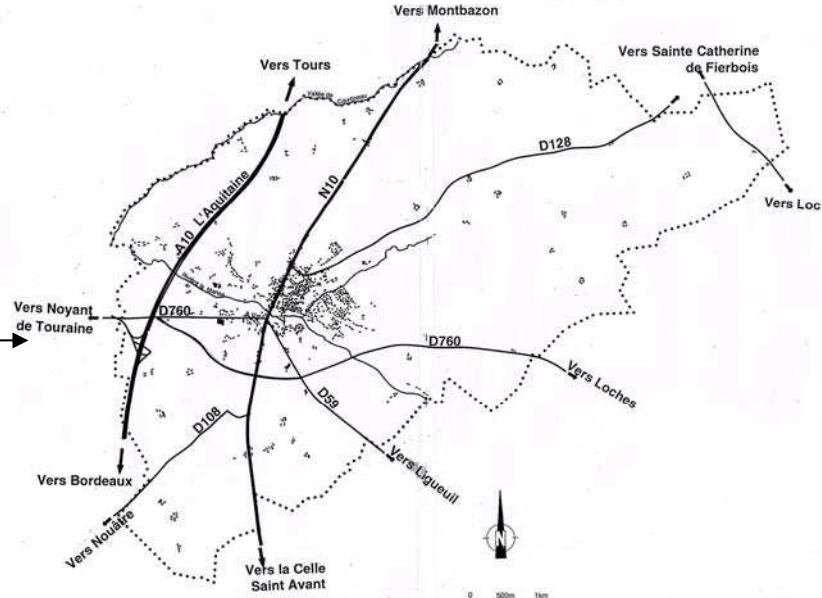 Vers Montbazon
Vers Sainte Catherine
de Fierbois
Vers Tours
D128
N10
A10 L'Aquitaine
Vers Loc
Vers Noyant
de Touraine
D760
D760
Vers Loches
D59
D108
Vers Ligueuil
Vers Bordeaux
Vers Nouâtre
Vers la Celle
Saint Avant
N
0 500m 1km